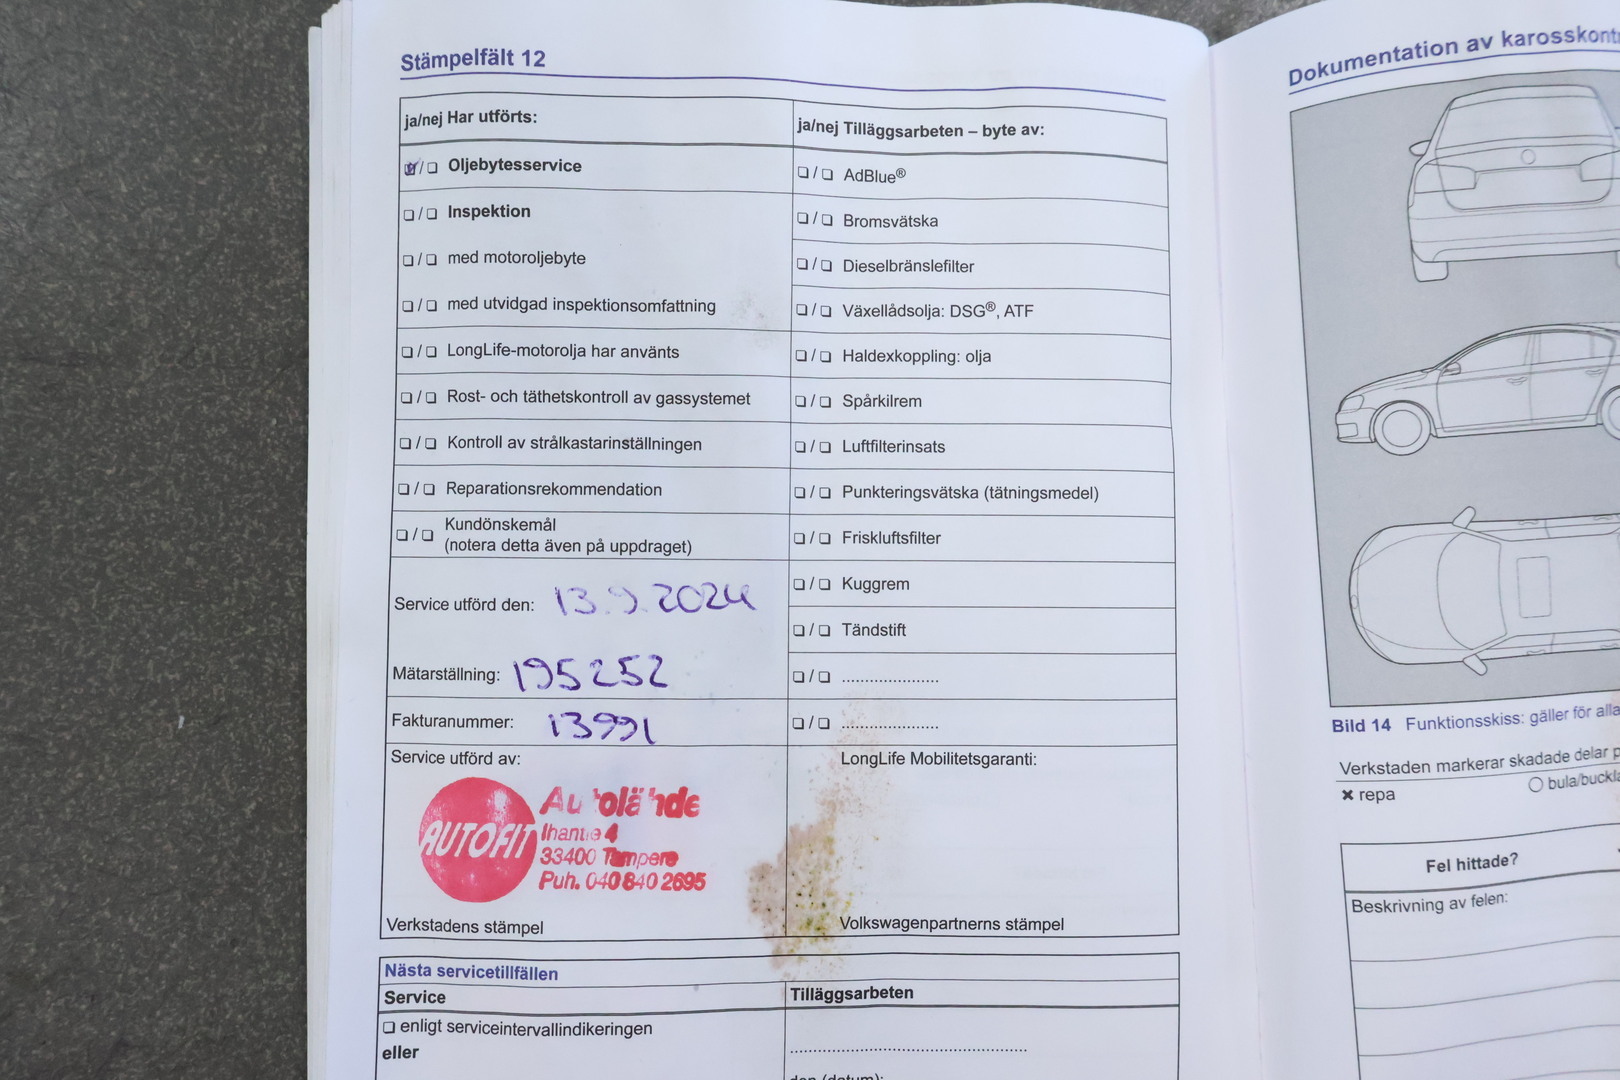 Stämpelfält 12
ja/nej Har utförts:
Oljebytesservice
Inspektion
med motoroljebyte
med utvidgad inspektionsomfattning
LongLife-motorolja har använts
Rost- och täthetskontroll av gassystemet
Kontroll av strålkastarinställningen
Reparationsrekommendation
Kundönskemål
(notera detta även på uppdraget)
Service utförd den: 13.9.2024
Mätarställning: 195252
Fakturanummer: 13991
Service utförd av:
AUTOFIT
33400 Tampere
Puh. 040 840 2695
Verkstadens stämpel
ja/nej Tilläggsarbeten – byte av:
AdBlue®
Bromsvätska
Dieselbränslefilter
Växellådsolja: DSG®, ATF
Haldexkoppling: olja
Spårkilrem
Luftfilterinsats
Punkteringsvätska (tätningsmedel)
Friskluftsfilter
Kuggrem
Tändstift
LongLife Mobilitetsgaranti:
Volkswagenpartnerns stämpel
Nästa servicetillfällen
Service
enligt serviceintervallindikeringen
eller
Tilläggsarbeten
den (datum):
Dokumentation av karosskont
Bild 14 Funktionsskiss: gäller för alla
Verkstaden markerar skadade delar p
✖ repa
bula/buckla
Fel hittade?
Beskrivning av felen: